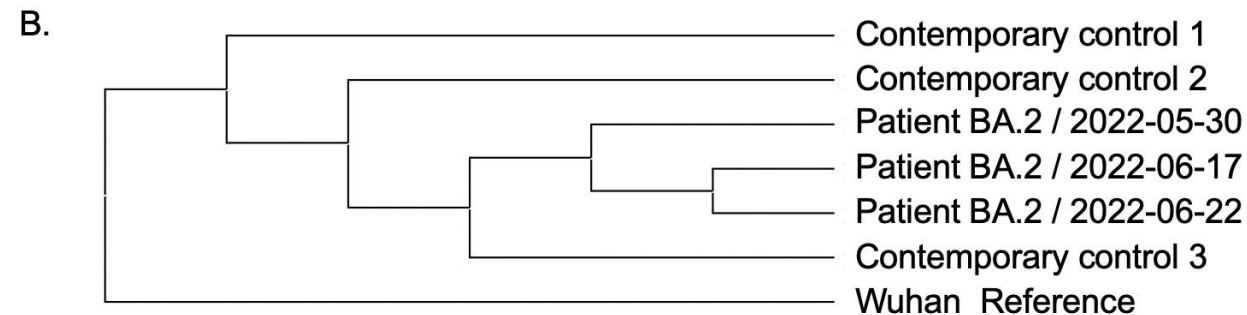 B.
Contemporary control 1
Contemporary control 2
Patient BA.2 / 2022-05-30
Patient BA.2 / 2022-06-17
Patient BA.2 / 2022-06-22
Contemporary control 3
Wuhan  Reference